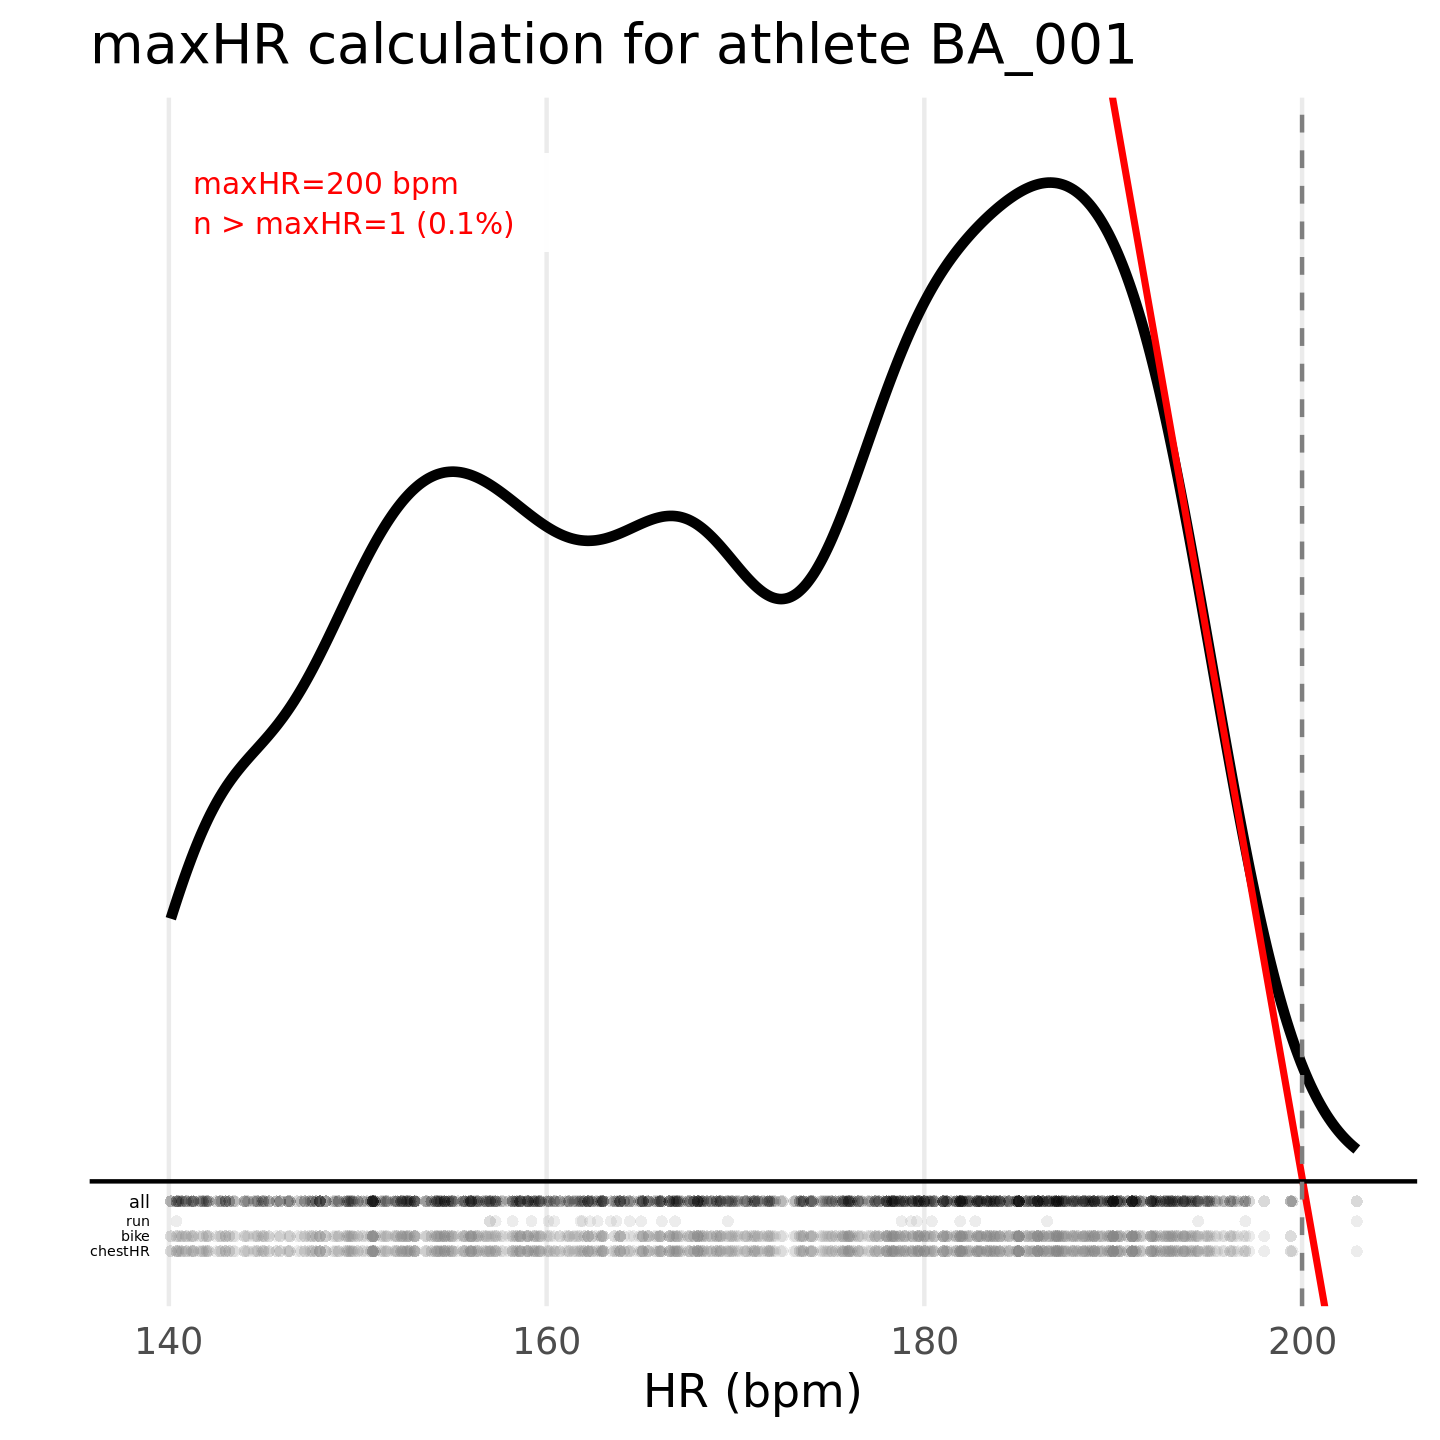 maxHR calculation for athlete BA_001
maxHR=200 bpm
n > maxHR=1 (0.1%)
all
run
bike
chestHR
140 160 180 200
HR (bpm)